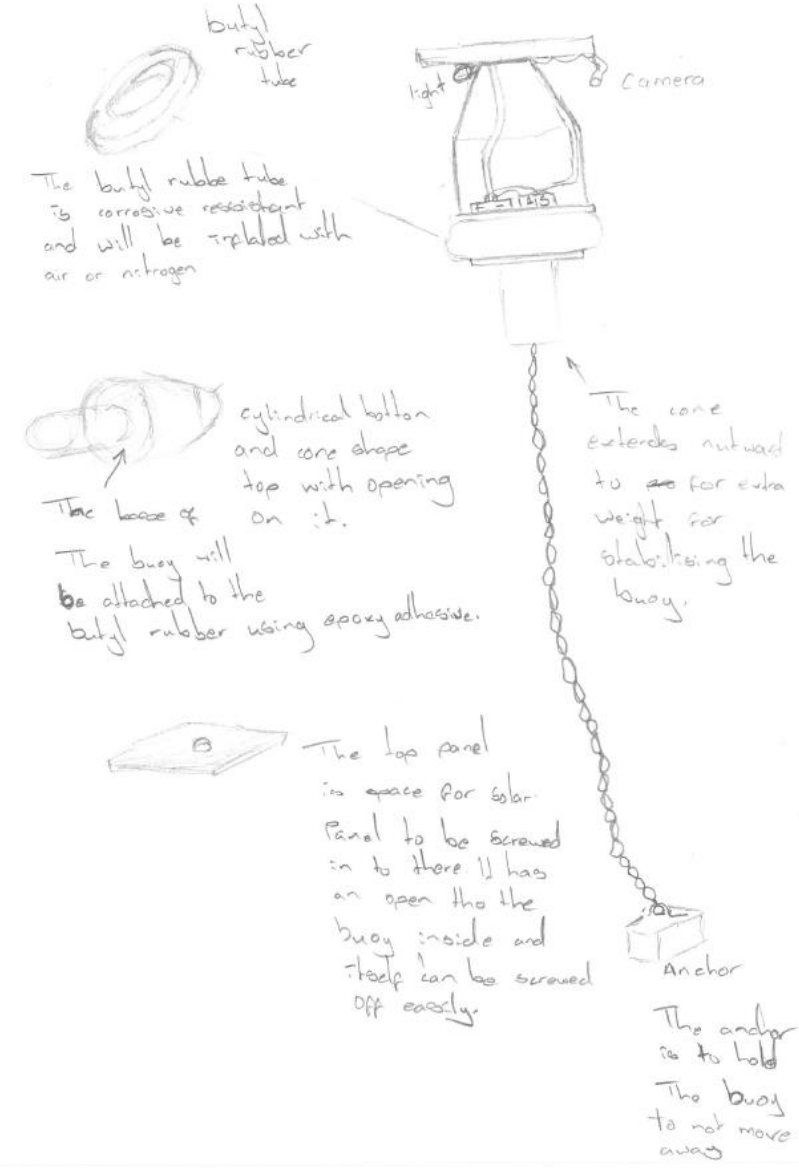 butyl
rubber
tube
light
Camera
The butyl rubbe tube
is corrosive ressistant
and will be inflated with
air or nitrogen
cylindrical botton
and cone shape
top with opening
on it.
The base of
The buoy will
be attached to the
butyl rubber using epoxy adhesive.
The cone
extends outward
to for extra
weight for
stabilising the
buoy.
The top panel
is space for solar
Panel to be screwed
in to there It has
an open tho the
buoy inside and
itself can be screwed
off easily.
Anchor
The anchor
is to hold
The buoy
to not move
away